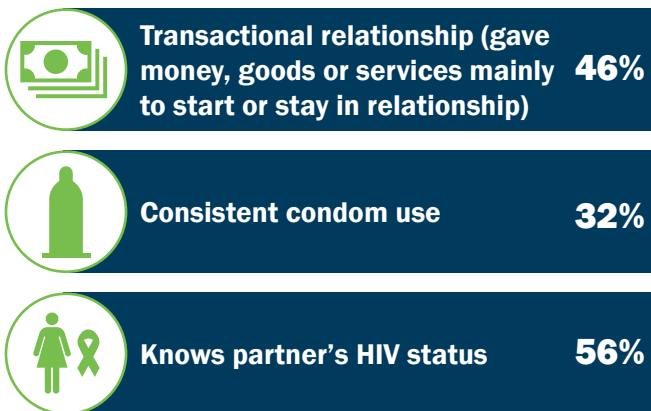 Transactional relationship (gave
money, goods or services mainly 46%
to start or stay in relationship)
Consistent condom use 32%
Knows partner's HIV status 56%